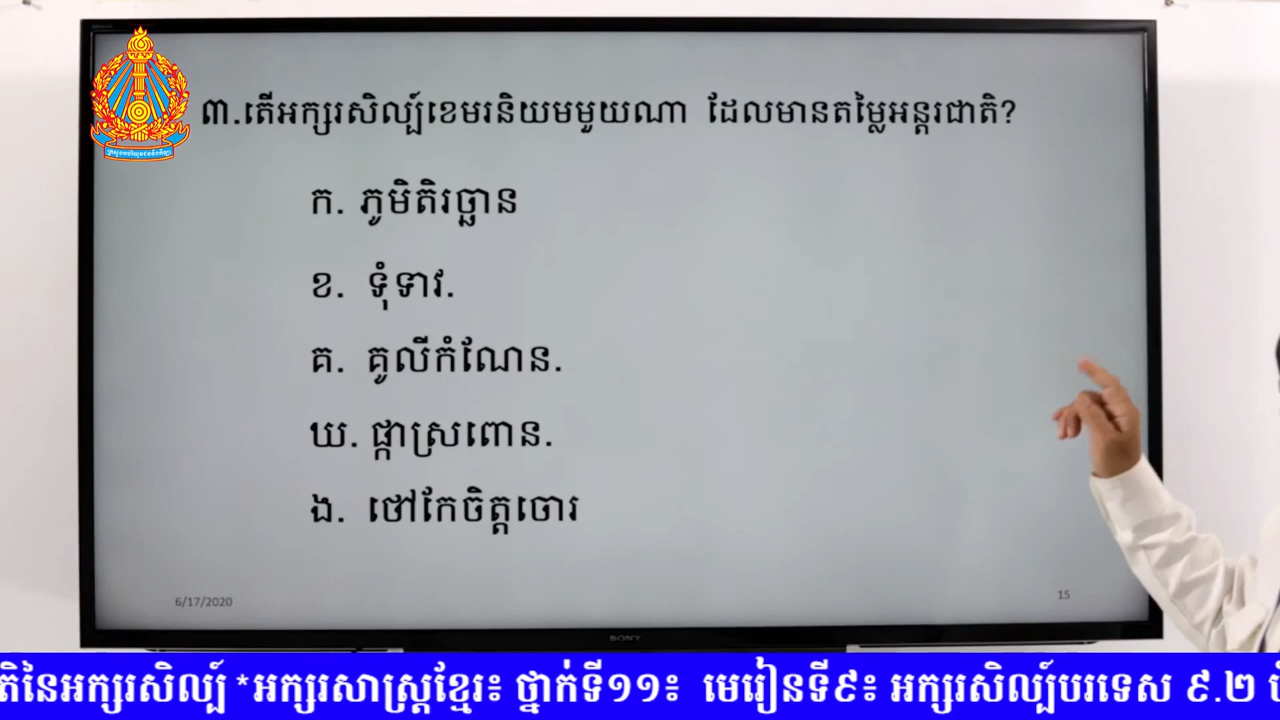 ៣.តើអក្សរសិល្ប៍ខេមរនិយមមួយណា ដែលមានតម្លៃអន្តរជាតិ?
ក. ភូមិតិរច្ឆាន
ខ. ទុំទាវ.
គ. គូលីកំណែន.
ឃ. ផ្កាស្រពោន.
ង. ថៅកែចិត្តចោរ
6/17/2020
15
SONY
តិនៃអក្សរសិល្ប៍ *អក្សរសាស្ត្រខ្មែរ៖ ថ្នាក់ទី១១៖ មេរៀនទី៩៖ អក្សរសិល្ប៍បរទេស ៩.២